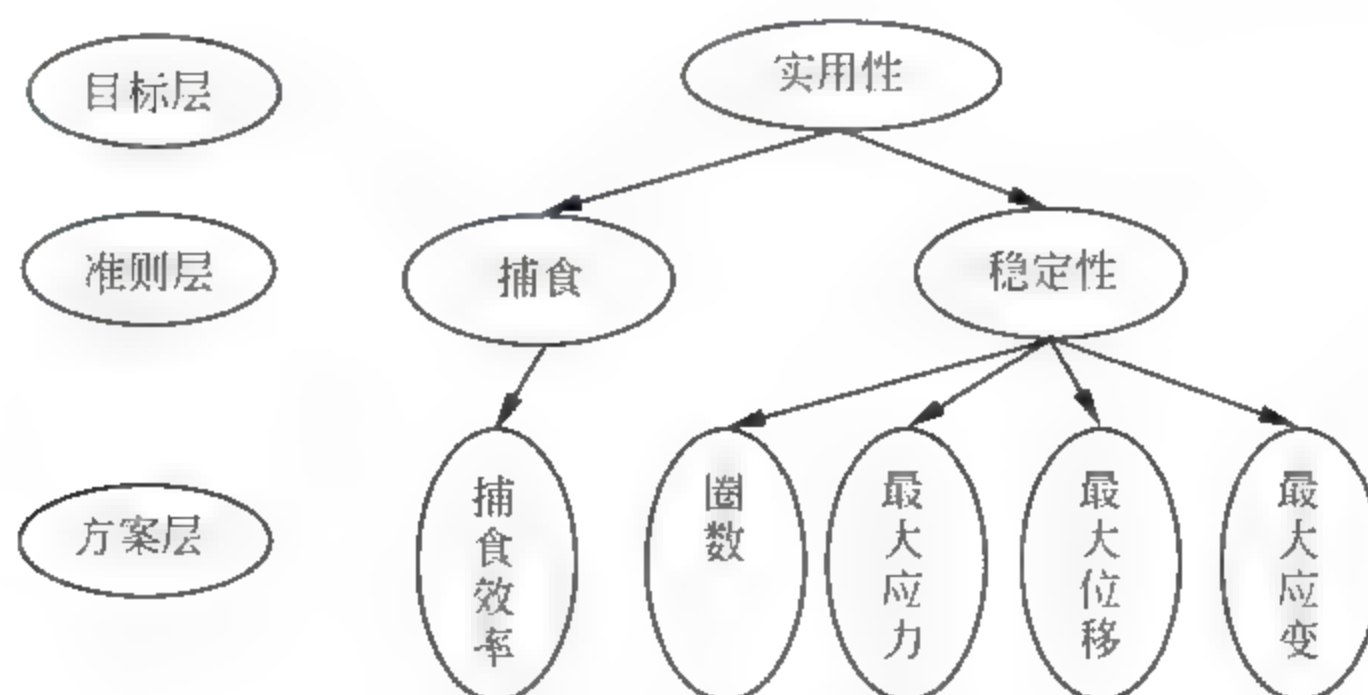 目标层
实用性
准则层
捕食
稳定性
方案层
捕食效率
圈数
最大应力
最大位移
最大应变